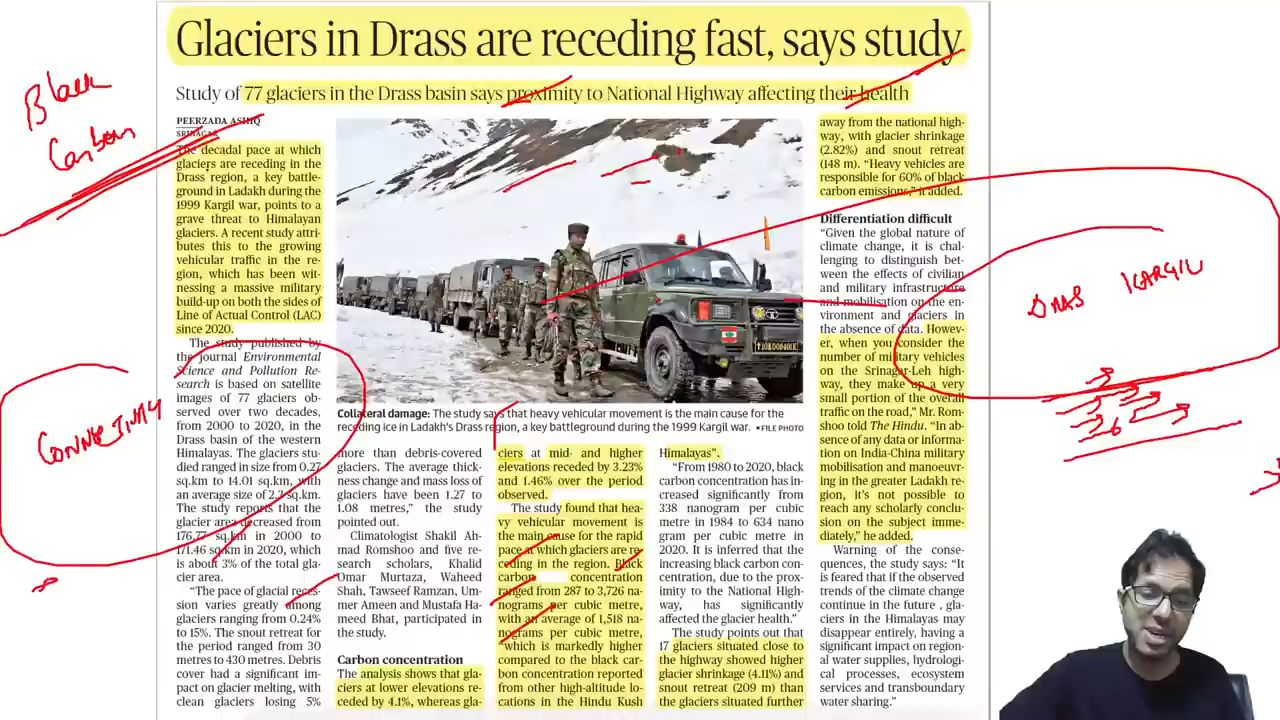 Glaciers in Drass are receding fast, says study
Study of 77 glaciers in the Drass basin says proximity to National Highway affecting their health
Black
Carbon
PEERZADA ASHIQ
SRINAGAR
The decadal pace at which
glaciers are receding in the
Drass region, a key battle-
ground in Ladakh during the
1999 Kargil war, points to a
grave threat to Himalayan
glaciers. A recent study attri-
butes this to the growing
vehicular traffic in the re-
gion, which has been wit-
nessing a massive military
build-up on both the sides of
Line of Actual Control (LAC)
since 2020.
The study published by
the journal Environmental
Science and Pollution Re-
search is based on satellite
images of 77 glaciers ob-
served over two decades,
from 2000 to 2020, in the
Drass basin of the western
Himalayas. The glaciers stu-
died ranged in size from 0.27
sq.km to 14.01 sq.km, with
an average size of 2.2 sq.km.
The study reports that the
glacier area decreased from
176.77 sq.km in 2000 to
171.46 sq.km in 2020, which
is about 3% of the total gla-
cier area.
"The pace of glacial reces-
sion varies greatly among
glaciers ranging from 0.24%
to 15%. The snout retreat for
the period ranged from 30
metres to 430 metres. Debris
cover had a significant im-
pact on glacier melting, with
clean glaciers losing 5%
CONNECTIVITY
Collateral damage: The study says that heavy vehicular movement is the main cause for the
receding ice in Ladakh's Drass region, a key battleground during the 1999 Kargil war. •FILE PHOTO
more than debris-covered
glaciers. The average thick-
ness change and mass loss of
glaciers have been 1.27 to
1.08 metres," the study
pointed out.
Climatologist Shakil Ah-
mad Romshoo and five re-
search scholars, Khalid
Omar Murtaza, Waheed
Shah, Tawseef Ramzan, Um-
mer Ameen and Mustafa Ha-
meed Bhat, participated in
the study.
Carbon concentration
The analysis shows that gla-
ciers at lower elevations re-
ceded by 4.1%, whereas gla-
ciers at mid- and higher
elevations receded by 3.23%
and 1.46% over the period
observed.
The study found that hea-
vy vehicular movement is
the main cause for the rapid
pace at which glaciers are re-
ceding in the region. Black
carbon concentration
ranged from 287 to 3,726 na-
nograms per cubic metre,
with an average of 1,518 na-
nograms per cubic metre,
"which is markedly higher
compared to the black car-
bon concentration reported
from other high-altitude lo-
cations in the Hindu Kush
Himalayas".
"From 1980 to 2020, black
carbon concentration has in-
creased significantly from
338 nanogram per cubic
metre in 1984 to 634 nano
gram per cubic metre in
2020. It is inferred that the
increasing black carbon con-
centration, due to the prox-
imity to the National High-
way, has significantly
affected the glacier health."
The study points out that
17 glaciers situated close to
the highway showed higher
glacier shrinkage (4.11%) and
snout retreat (209 m) than
the glaciers situated further
away from the national high-
way, with glacier shrinkage
(2.82%) and snout retreat
(148 m). "Heavy vehicles are
responsible for 60% of black
carbon emissions," it added.
Differentiation difficult
"Given the global nature of
climate change, it is chal-
lenging to distinguish bet-
ween the effects of civilian
and military infrastructure
and mobilisation on the en-
vironment and glaciers in
the absence of data. Howev-
er, when you consider the
number of military vehicles
on the Srinagar-Leh high-
way, they make up a very
small portion of the overall
traffic on the road," Mr. Rom-
shoo told The Hindu. "In ab-
sence of any data or informa-
tion on India-China military
mobilisation and manoeuvr-
ing in the greater Ladakh re-
gion, it's not possible to
reach any scholarly conclu-
sion on the subject imme-
diately," he added.
Warning of the conse-
quences, the study says: "It
is feared that if the observed
trends of the climate change
continue in the future , gla-
ciers in the Himalayas may
disappear entirely, having a
significant impact on region-
al water supplies, hydrologi-
cal processes, ecosystem
services and transboundary
water sharing."
DRAS KARGIL